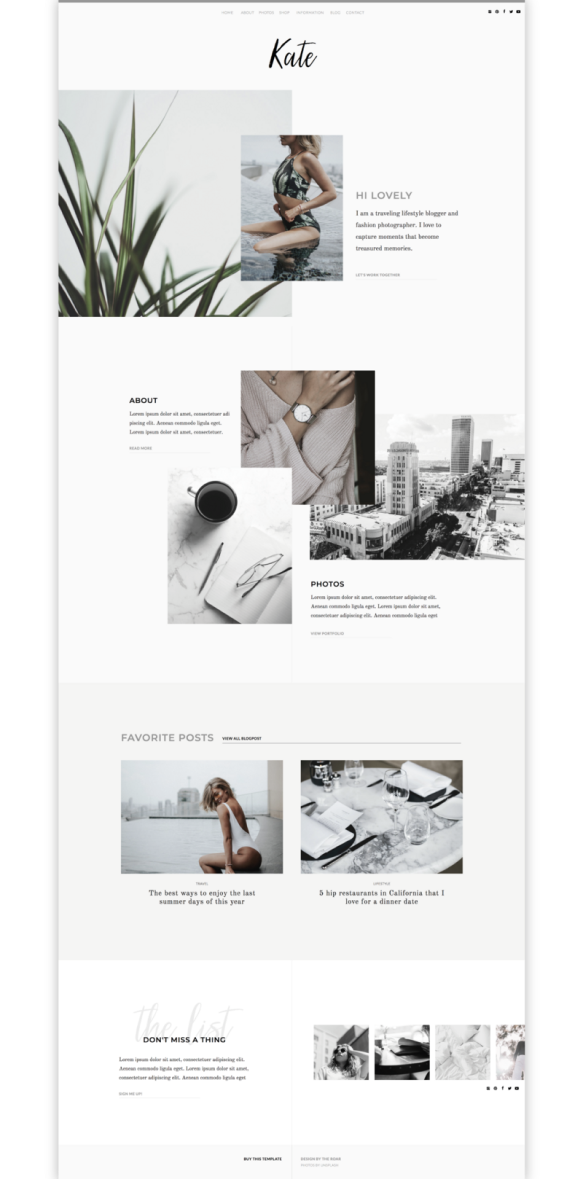 HOME ABOUT PHOTOS SHOP INFORMATION BLOG CONTACT
Kate
HI LOVELY
I am a traveling lifestyle blogger and
fashion photographer. I love to
capture moments that become
treasured memories.
LET'S WORK TOGETHER
ABOUT
Lorem ipsum dolor sit amet, consectetuer adi
piscing elit. Aenean commodo ligula eget.
Lorem ipsum dolor sit amet, consectetuer.
READ MORE
PHOTOS
Lorem ipsum dolor sit amet, consectetuer adipiscing elit.
Aenean commodo ligula eget. Lorem ipsum dolor sit amet,
consectetuer adipiscing elit. Aenean commodo ligula eget
VIEW PORTFOLIO
FAVORITE POSTS
VIEW ALL BLOGPOST
TRAVEL
The best ways to enjoy the last
summer days of this year
LIFESTYLE
5 hip restaurants in California that I
love for a dinner date
the list
DON'T MISS A THING
Lorem ipsum dolor sit amet, consectetuer adipiscing elit.
Aenean commodo ligula eget. Lorem ipsum dolor sit amet,
consectetuer adipiscing elit. Aenean commodo ligula eget
SIGN ME UP!
BUY THIS TEMPLATE
DESIGN BY THE ROAR
PHOTOS BY UNSPLASH